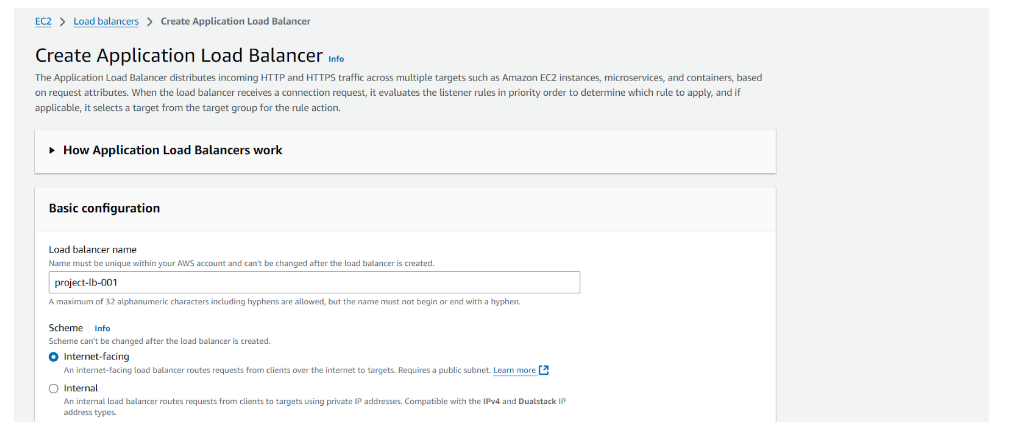 EC2 > Load balancers > Create Application Load Balancer
Create Application Load Balancer Info
The Application Load Balancer distributes incoming HTTP and HTTPS traffic across multiple targets such as Amazon EC2 instances, microservices, and containers, based
on request attributes. When the load balancer receives a connection request, it evaluates the listener rules in priority order to determine which rule to apply, and if
applicable, it selects a target from the target group for the rule action.
How Application Load Balancers work
Basic configuration
Load balancer name
Name must be unique within your AWS account and can't be changed after the load balancer is created.
project-lb-001
A maximum of 32 alphanumeric characters including hyphens are allowed, but the name must not begin or end with a hyphen.
Scheme Info
Scheme can't be changed after the load balancer is created.
Internet-facing
An internet-facing load balancer routes requests from clients over the internet to targets. Requires a public subnet. Learn more
Internal
An internal load balancer routes requests from clients to targets using private IP addresses. Compatible with the IPv4 and Dualstack IP
address types.